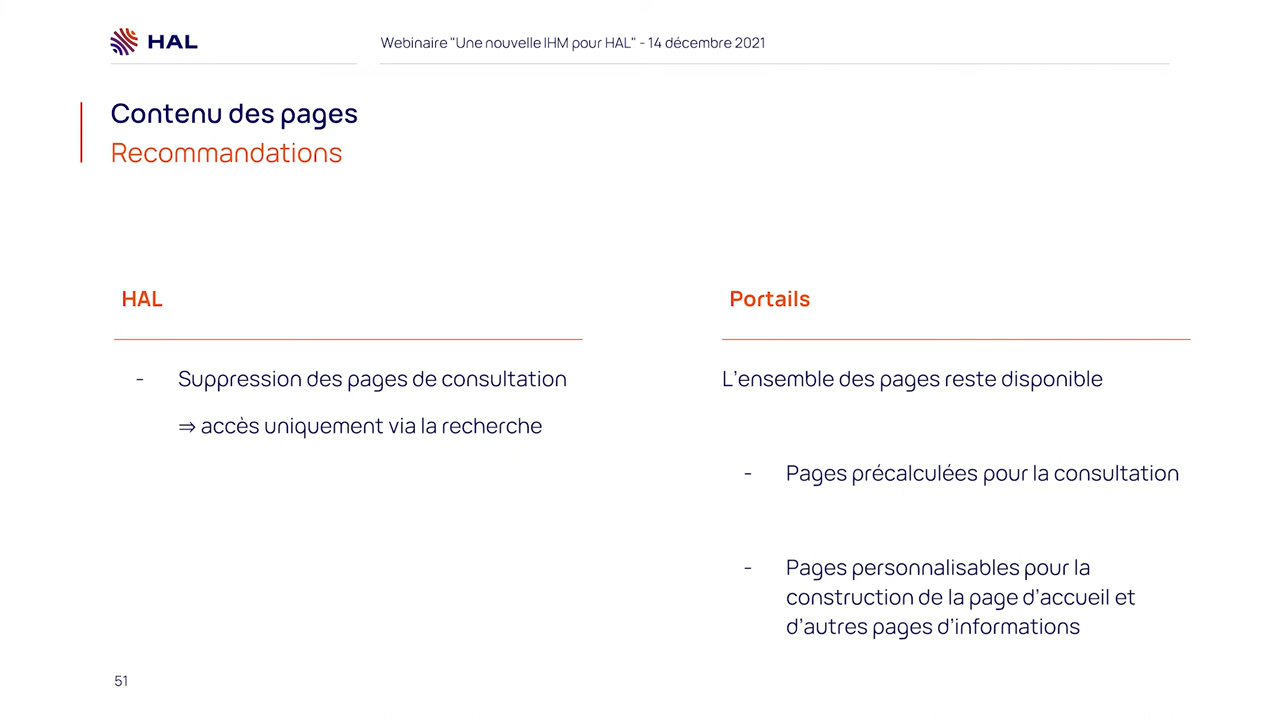 HAL
Webinaire "Une nouvelle IHM pour HAL" - 14 décembre 2021
Contenu des pages
Recommandations
HAL
- Suppression des pages de consultation
⇒ accès uniquement via la recherche
Portails
L'ensemble des pages reste disponible
- Pages précalculées pour la consultation
- Pages personnalisables pour la
construction de la page d'accueil et
d'autres pages d'informations
51